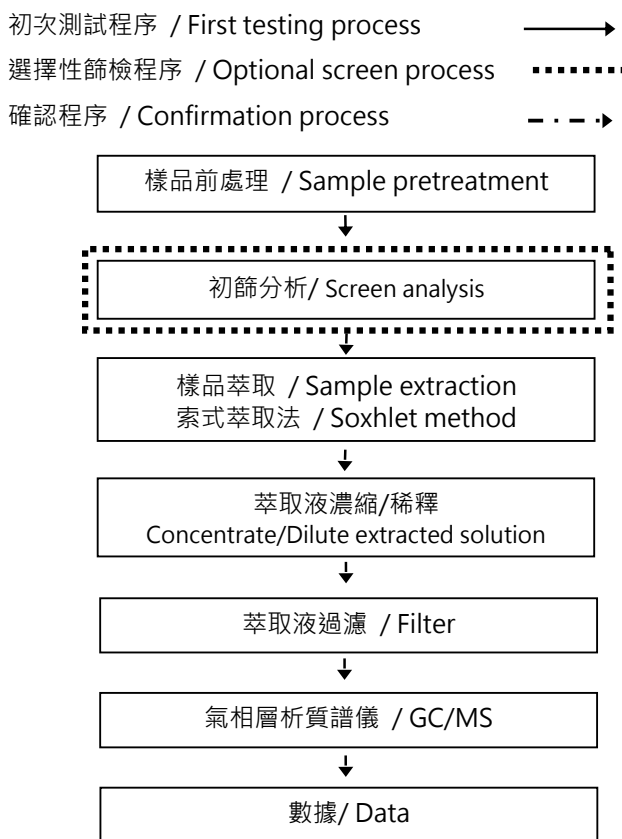 初次測試程序 / First testing process
選擇性篩檢程序 / Optional screen process
確認程序 / Confirmation process
樣品前處理 / Sample pretreatment
初篩分析/ Screen analysis
樣品萃取 / Sample extraction
索式萃取法 / Soxhlet method
萃取液濃縮/稀釋
Concentrate/Dilute extracted solution
萃取液過濾 / Filter
氣相層析質譜儀 / GC/MS
數據/ Data